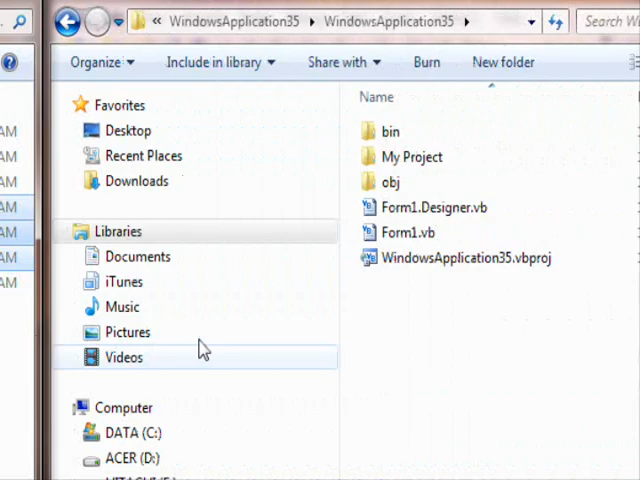 « WindowsApplication35 ▸ WindowsApplication35 ▸ Search Win
Organize Include in library Share with Burn New folder
Name
Favorites
Desktop
Recent Places
Downloads
Libraries
Documents
iTunes
Music
Pictures
Videos
Computer
DATA (C:)
ACER (D:)
bin
My Project
obj
Form1.Designer.vb
Form1.vb
WindowsApplication35.vbproj
AM
AM
AM
AM
AM
AM
AM